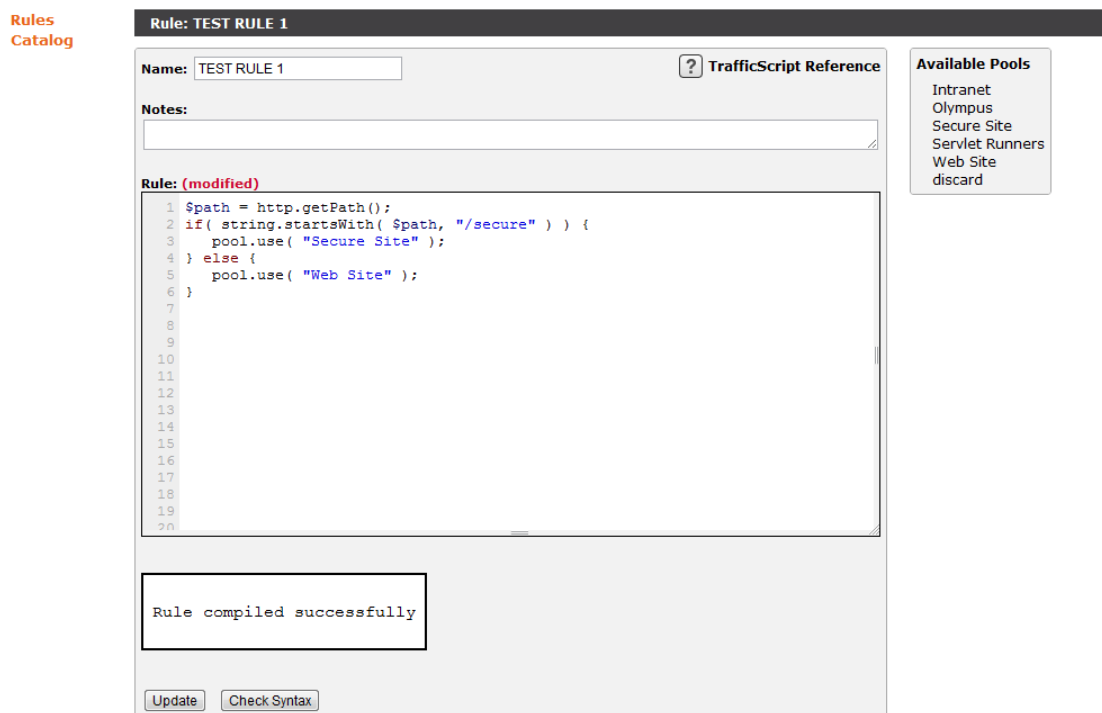 Rules
Catalog
Rule: TEST RULE 1
Name: TEST RULE 1
? TrafficScript Reference
Notes:
Rule: (modified)
1 $path = http.getPath();
2 if( string.startsWith( $path, "/secure" ) ) {
3    pool.use( "Secure Site" );
4 } else {
5    pool.use( "Web Site" );
6 }
7
8
9
10
11
12
13
14
15
16
17
18
19
20
Rule compiled successfully
Update Check Syntax
Available Pools
Intranet
Olympus
Secure Site
Servlet Runners
Web Site
discard